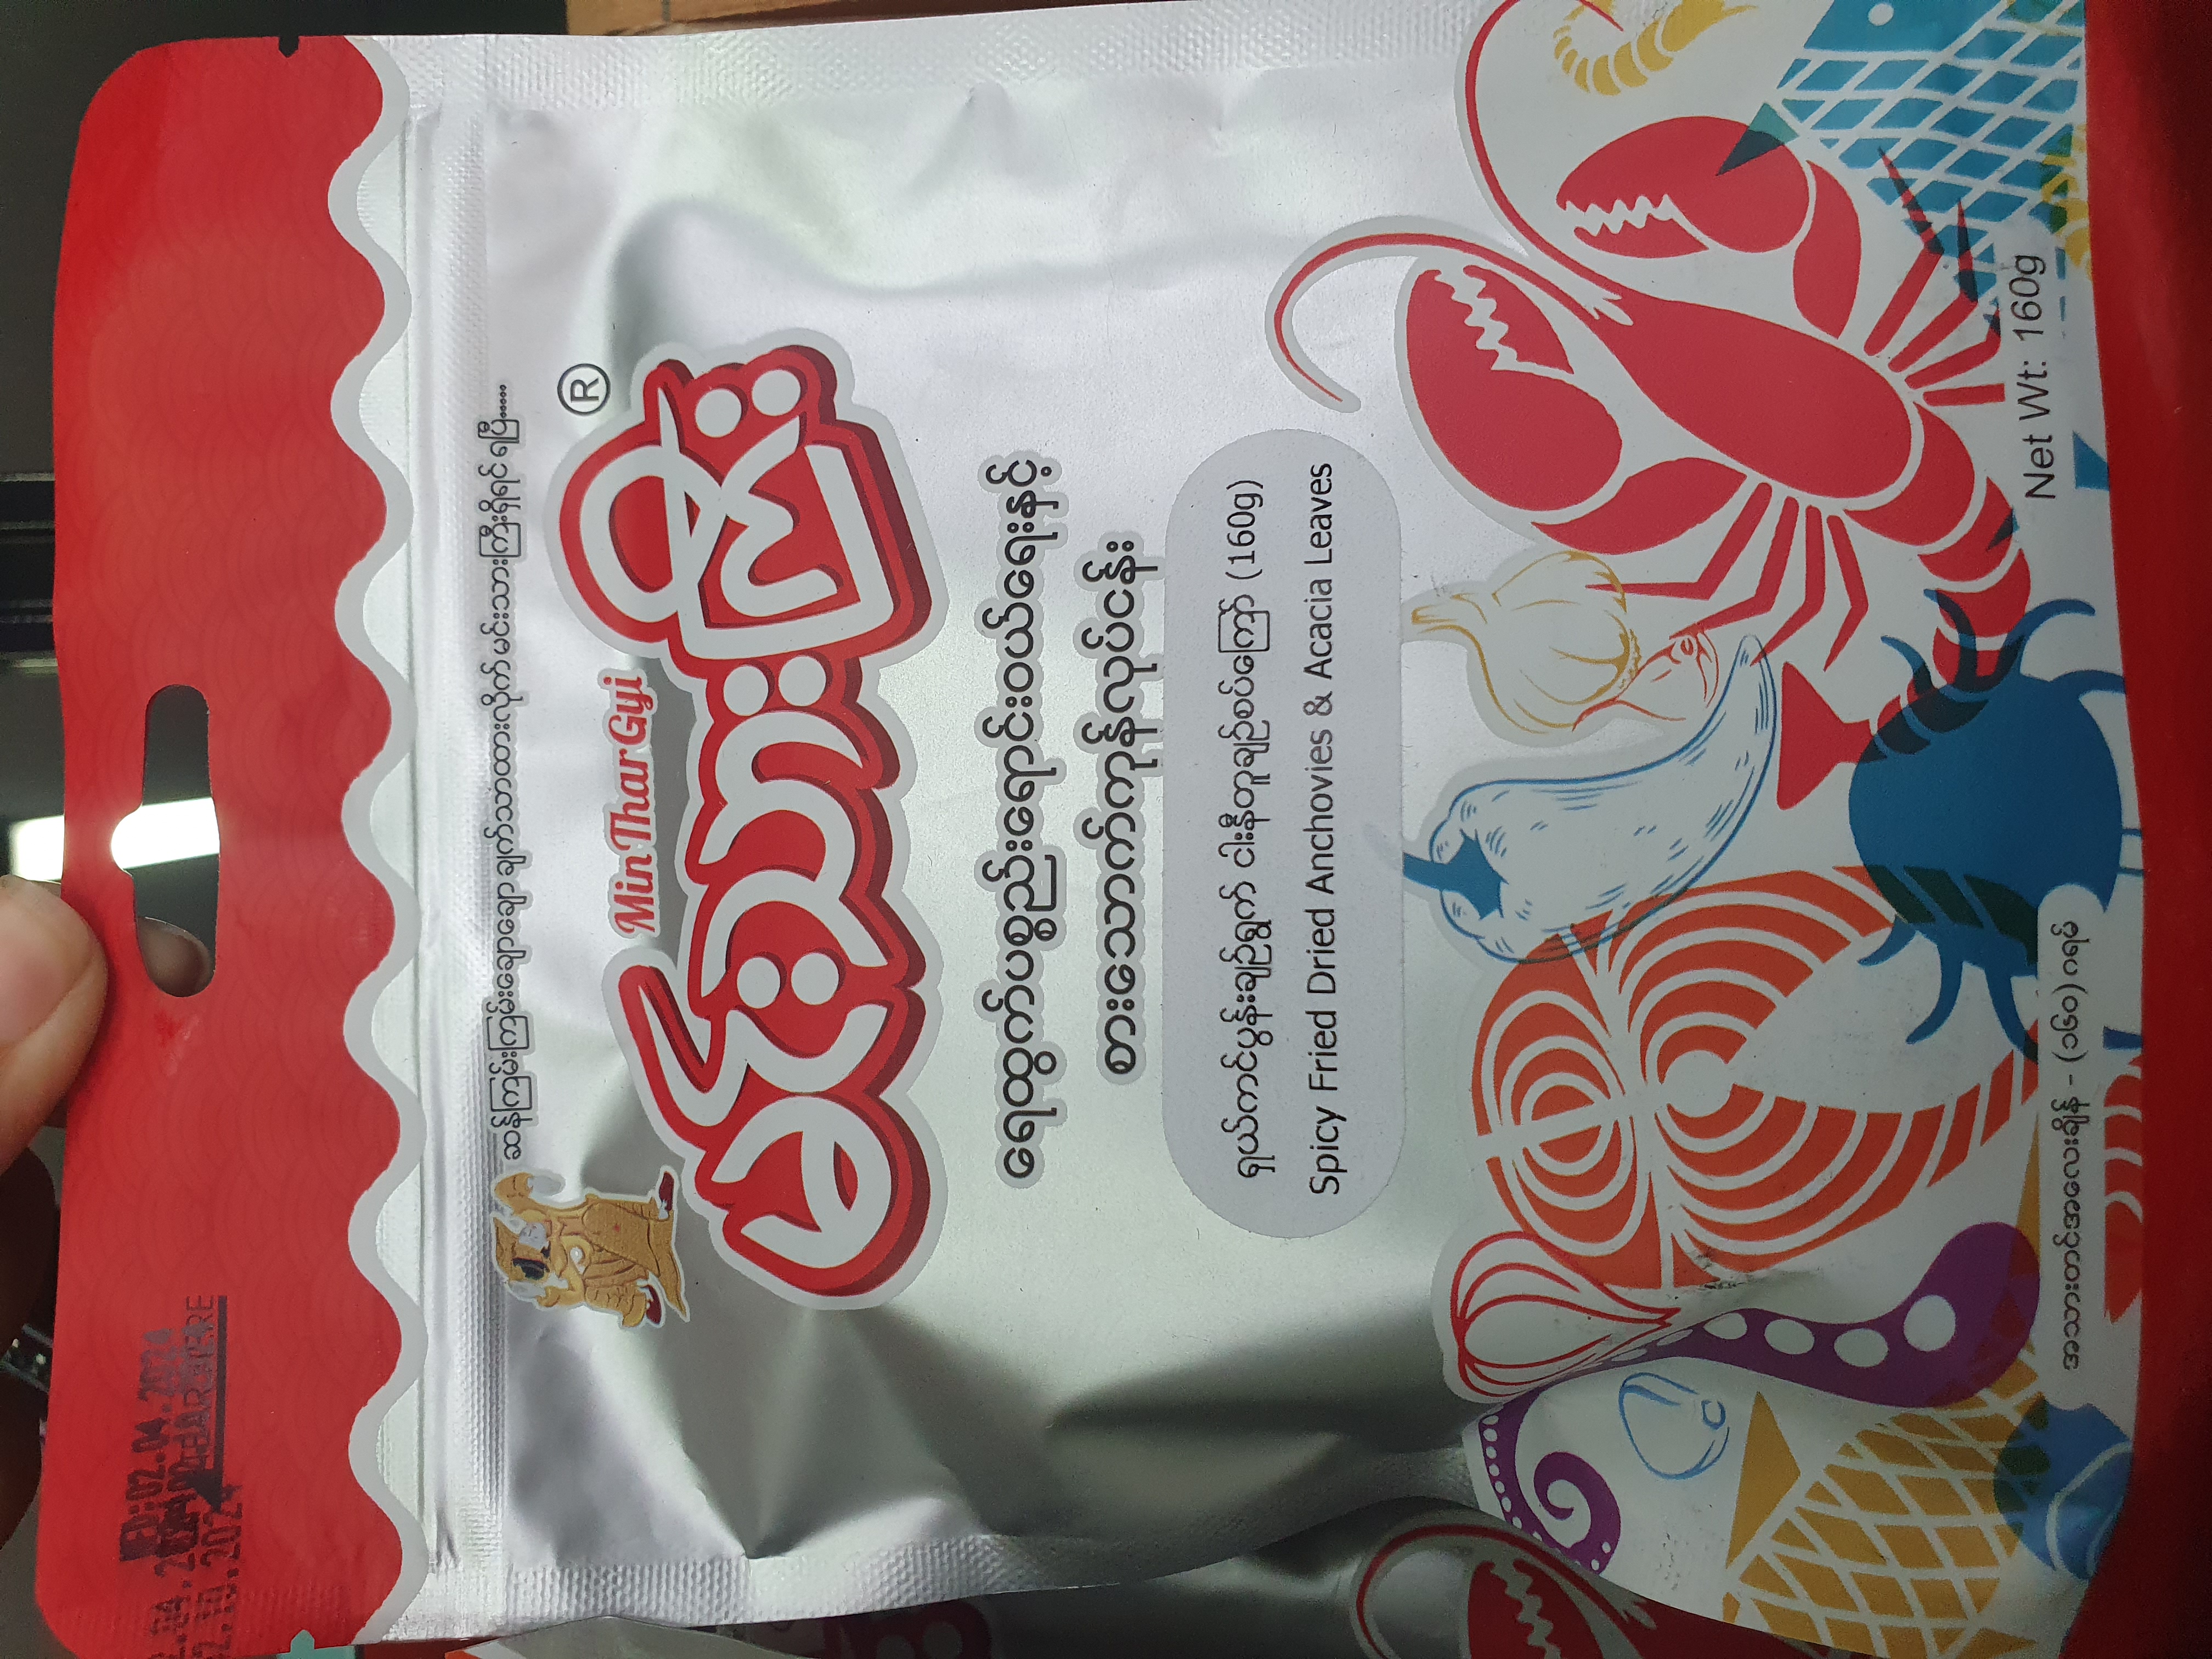 MFD:02.04.2024
ဆန်ကြမ်းကြမ်းချောချော ချက်သာထားလိုက် မင်းသားကြီးရှိရင် ရပြီ......
Min Thar Gyi
®
မင်းသားကြီး
ရေထွက်ပစ္စည်းရောင်းဝယ်ရေးနှင့်
စားသောက်ကုန်လုပ်ငန်း
ရှယ်ကင်ပွန်းချဉ်ရွက် ငါးနီတူချဉ်စပ်ကြော် (160g)
Spicy Fried Dried Anchovies & Acacia Leaves
Net Wt: 160g
အသားတင်အလေးချိန် - (၁၆၀) ဂရမ်